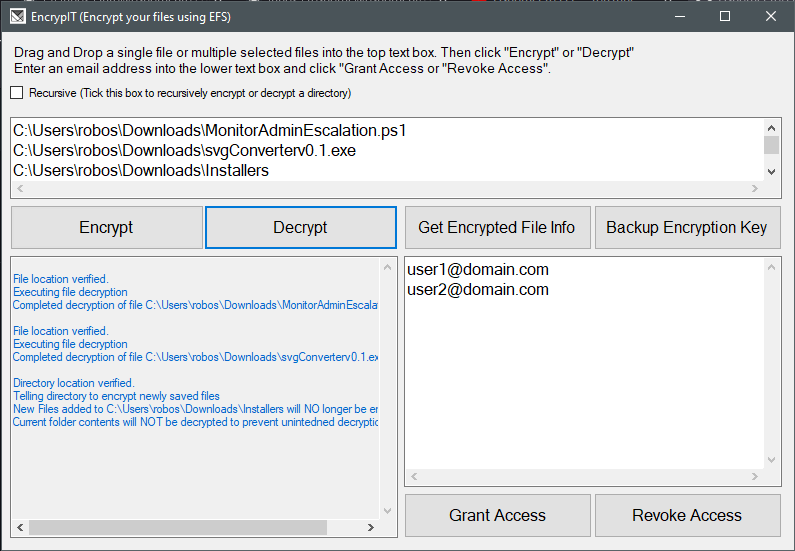 EncrypIT (Encrypt your files using EFS)
Drag and Drop a single file or multiple selected files into the top text box. Then click "Encrypt" or "Decrypt"
Enter an email address into the lower text box and click "Grant Access or "Revoke Access".
Recursive (Tick this box to recursively encrypt or decrypt a directory)
C:\Users\robos\Downloads\MonitorAdminEscalation.ps1
C:\Users\robos\Downloads\svgConverterv0.1.exe
C:\Users\robos\Downloads\Installers
Encrypt
Decrypt
Get Encrypted File Info
Backup Encryption Key
File location verified.
Executing file decryption
Completed decryption of file C:\Users\robos\Downloads\MonitorAdminEscalat
File location verified.
Executing file decryption
Completed decryption of file C:\Users\robos\Downloads\svgConverterv0.1.exe
Directory location verified.
Telling directory to encrypt newly saved files
New Files added to C:\Users\robos\Downloads\Installers will NO longer be en
Current folder contents will NOT be decrypted to prevent unintedned decryptio
user1@domain.com
user2@domain.com
Grant Access
Revoke Access